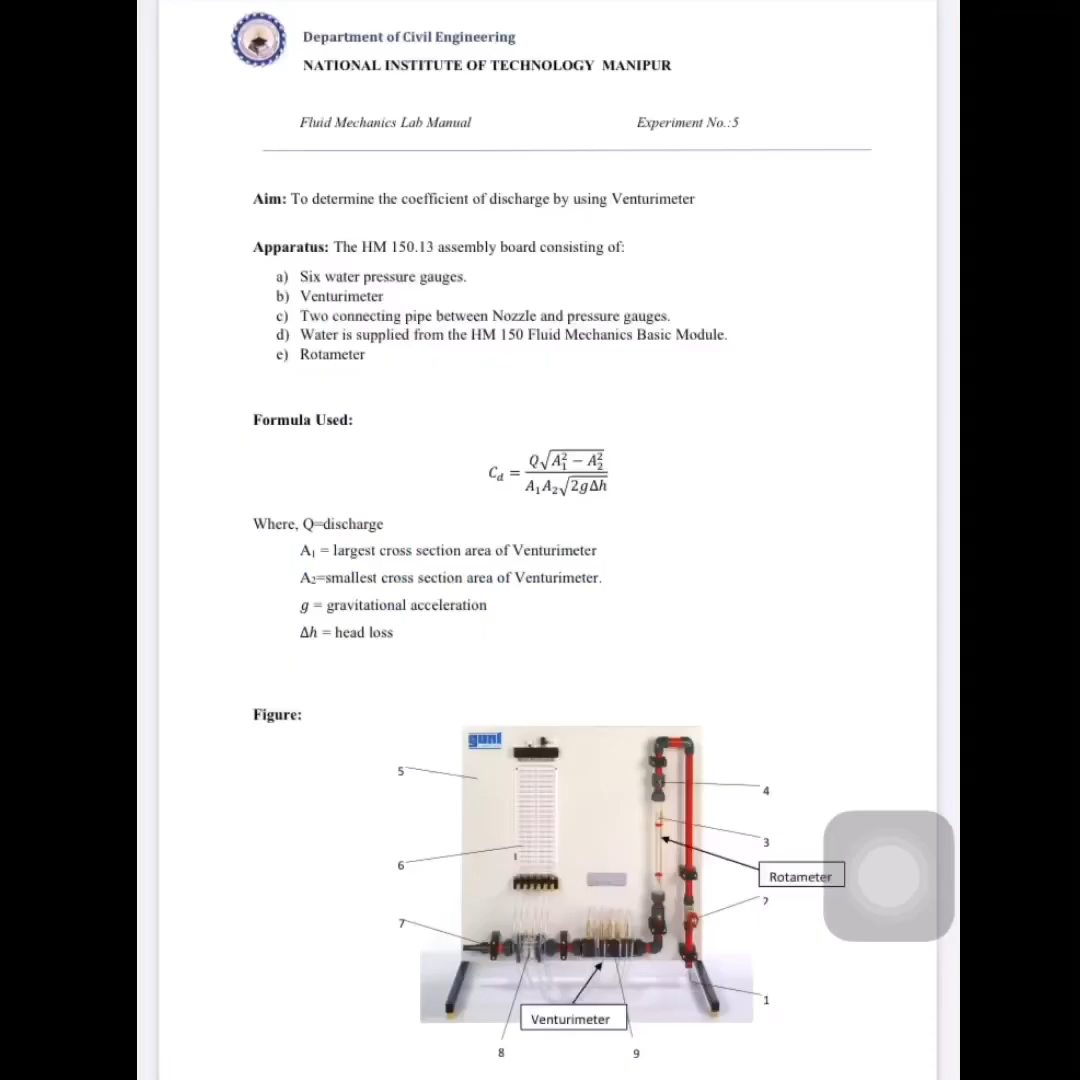 Department of Civil Engineering
NATIONAL INSTITUTE OF TECHNOLOGY MANIPUR
Fluid Mechanics Lab Manual Experiment No.:5
Aim: To determine the coefficient of discharge by using Venturimeter
Apparatus: The HM 150.13 assembly board consisting of:
a) Six water pressure gauges.
b) Venturimeter
c) Two connecting pipe between Nozzle and pressure gauges.
d) Water is supplied from the HM 150 Fluid Mechanics Basic Module.
e) Rotameter
Formula Used:
C_d = Q√(A₁² − A₂²) / A₁A₂√(2gΔh)
Where, Q=discharge
A₁ = largest cross section area of Venturimeter
A₂=smallest cross section area of Venturimeter.
g = gravitational acceleration
Δh = head loss
Figure:
gunt
5
4
3
6
Rotameter
2
7
1
Venturimeter
8
9